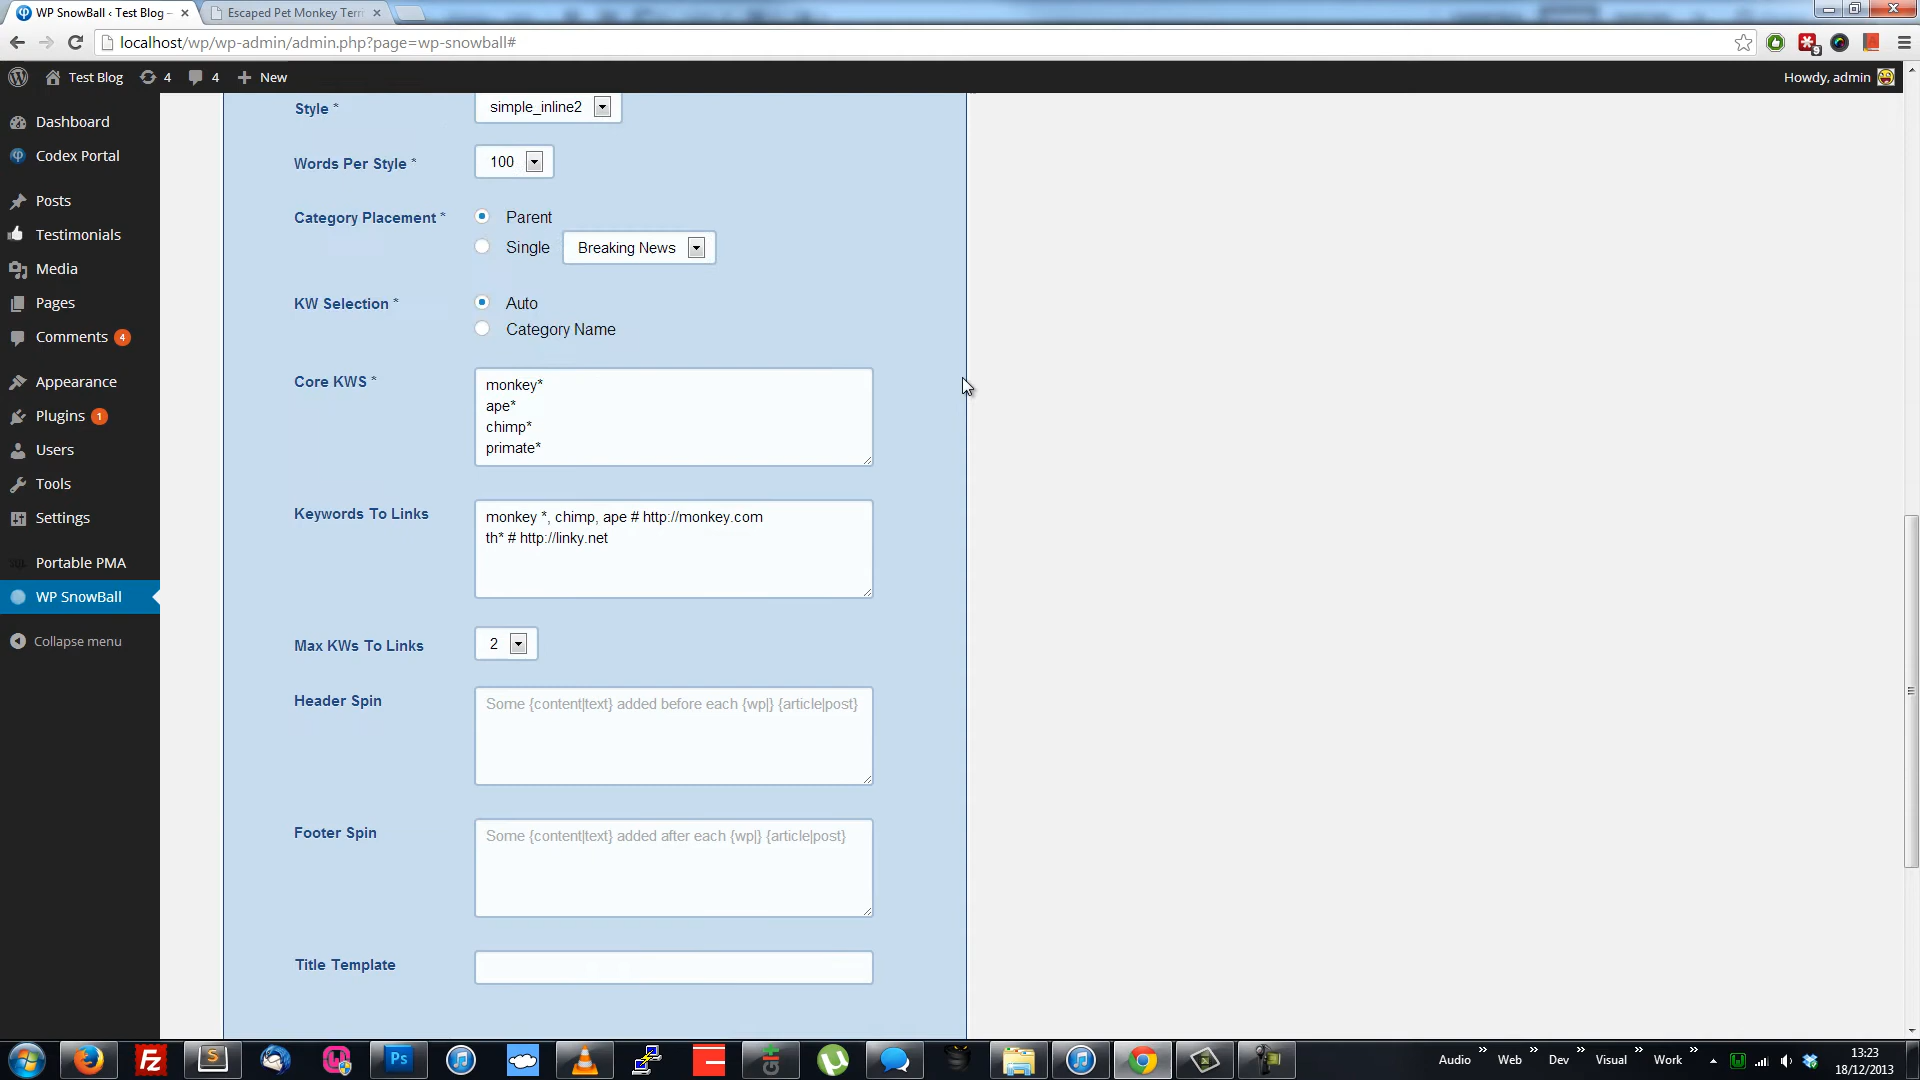 WP SnowBall ‹ Test Blog –
Escaped Pet Monkey Terri
localhost/wp/wp-admin/admin.php?page=wp-snowball#
9
Test Blog
4
4
New
Howdy, admin
Dashboard
Codex Portal
Posts
Testimonials
Media
Pages
Comments 4
Appearance
Plugins 1
Users
Tools
Settings
Portable PMA
WP SnowBall
Collapse menu
Style *
simple_inline2
Words Per Style *
100
Category Placement *
Parent
Single
Breaking News
KW Selection *
Auto
Category Name
Core KWS *
monkey*
ape*
chimp*
primate*
Keywords To Links
monkey *, chimp, ape # http://monkey.com
th* # http://linky.net
Max KWs To Links
2
Header Spin
Some {content|text} added before each {wp|} {article|post}
Footer Spin
Some {content|text} added after each {wp|} {article|post}
Title Template
Fz
S
Ps
Audio
Web
Dev
Visual
Work
13:23
18/12/2013